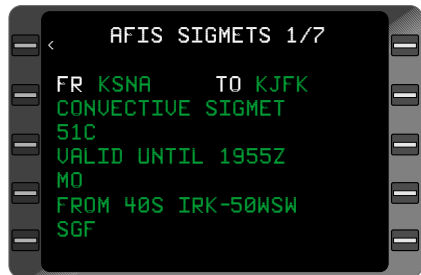 AFIS SIGMETS 1/7
<
FR KSNA TO KJFK
CONVECTIVE SIGMET
51C
VALID UNTIL 1955Z
MO
FROM 40S IRK-50WSW
SGF